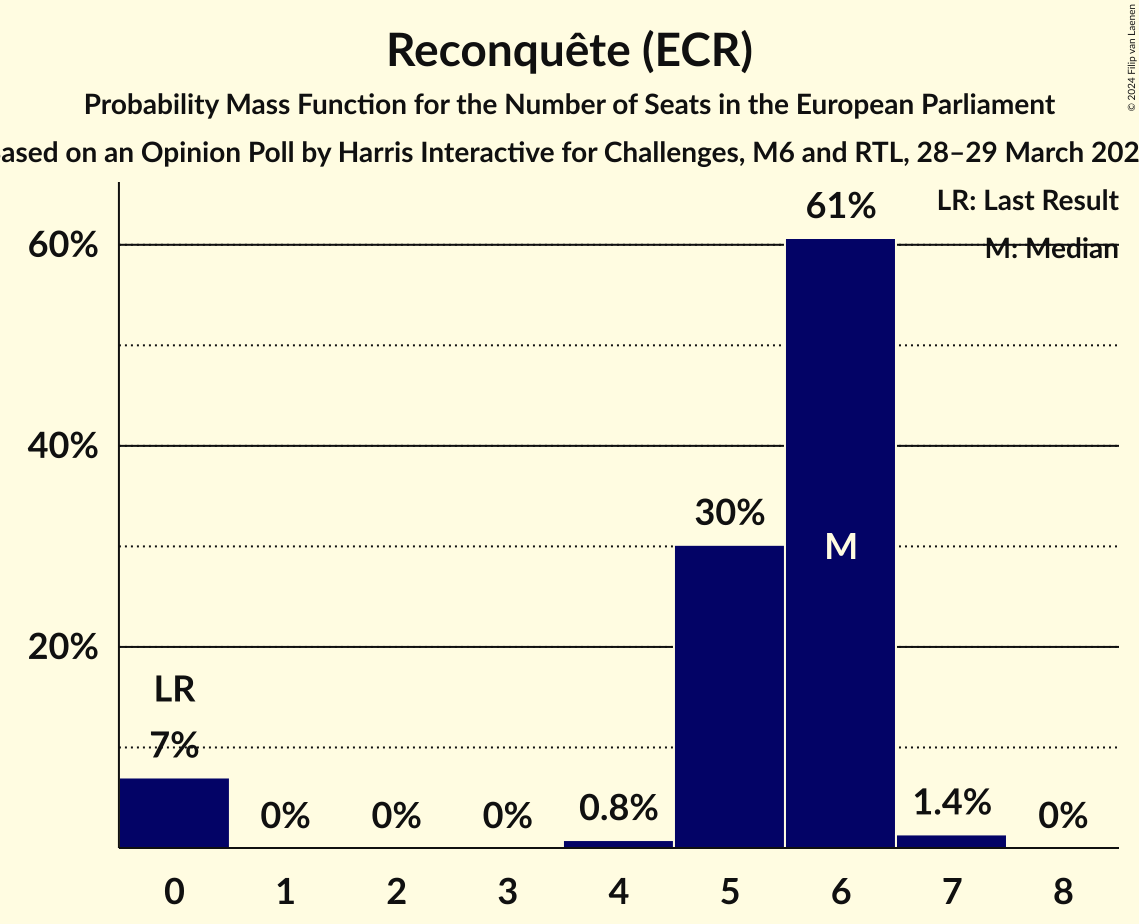 Reconquête (ECR)
Probability Mass Function for the Number of Seats in the European Parliament
ased on an Opinion Poll by Harris Interactive for Challenges, M6 and RTL, 28–29 March 202
© 2024 Filip van Laenen
LR: Last Result
M: Median
60%
40%
20%
LR
7%
0%
0%
0%
0.8%
30%
61%
M
1.4%
0%
0 1 2 3 4 5 6 7 8